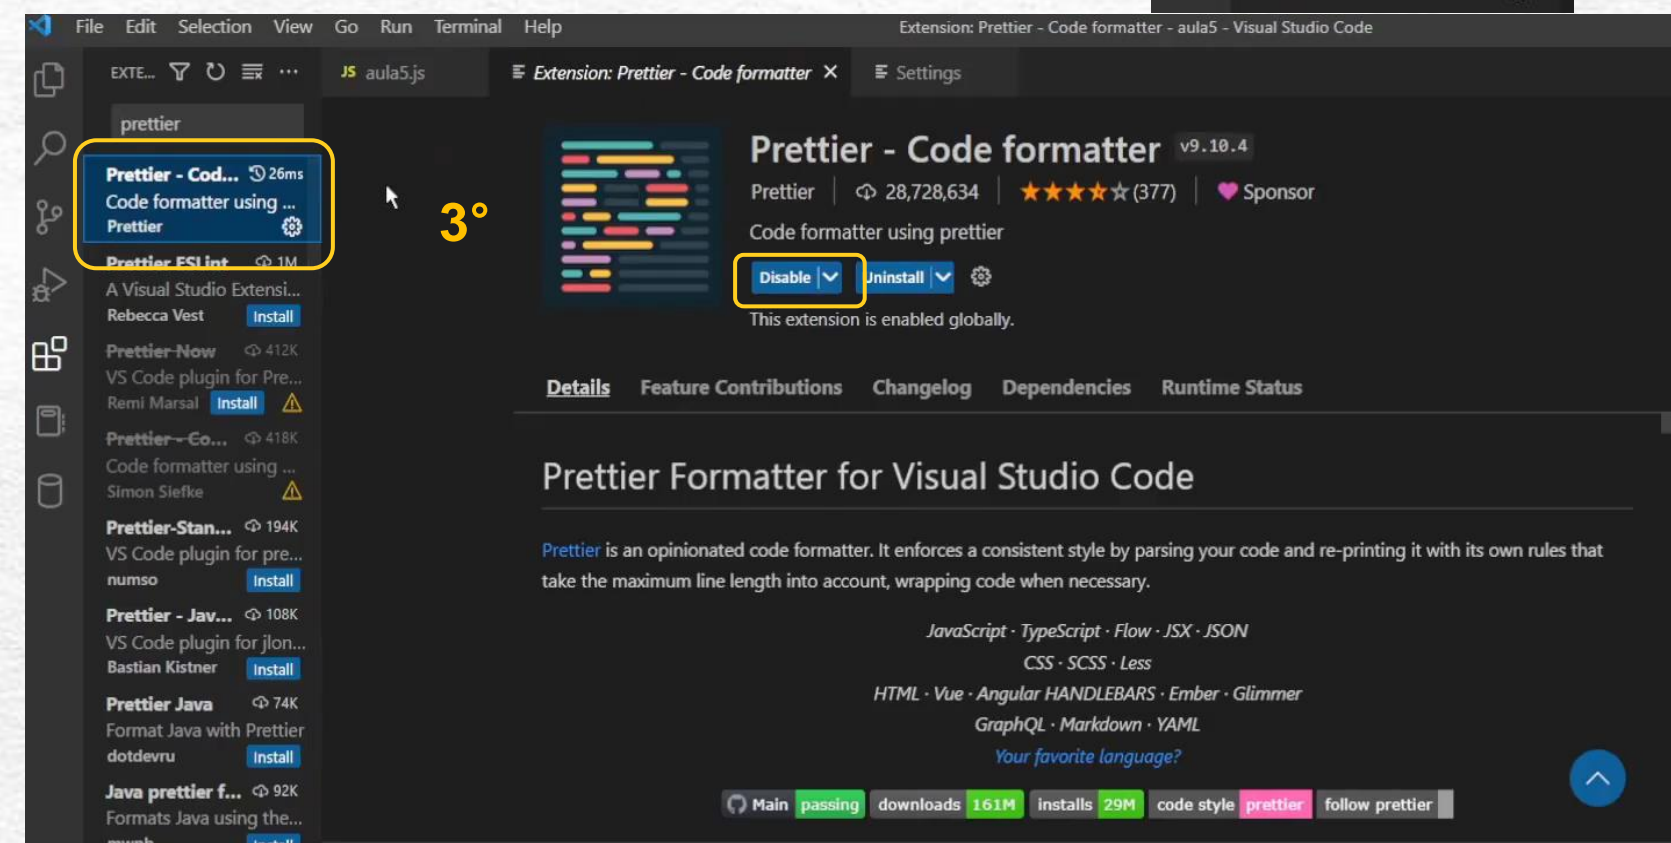 File Edit Selection View Go Run Terminal Help
Extension: Prettier - Code formatter - aula5 - Visual Studio Code
EXTE...
JS aula5.js
Extension: Prettier - Code formatter
Settings
prettier
Prettier - Cod... 26ms
Code formatter using ...
Prettier
Prettier ESLint 1M
A Visual Studio Extensi...
Rebecca Vest Install
Prettier Now 412K
VS Code plugin for Pre...
Remi Marsal Install
Prettier - Co... 418K
Code formatter using ...
Simon Siefke
Prettier-Stan... 194K
VS Code plugin for pre...
numso Install
Prettier - Jav... 108K
VS Code plugin for jlon...
Bastian Kistner Install
Prettier Java 74K
Format Java with Prettier
dotdevru Install
Java prettier f... 92K
Formats Java using the...
3°
Prettier - Code formatter v9.10.4
Prettier 28,728,634 (377) Sponsor
Code formatter using prettier
Disable Uninstall
This extension is enabled globally.
Details Feature Contributions Changelog Dependencies Runtime Status
Prettier Formatter for Visual Studio Code
Prettier is an opinionated code formatter. It enforces a consistent style by parsing your code and re-printing it with its own rules that
take the maximum line length into account, wrapping code when necessary.
JavaScript · TypeScript · Flow · JSX · JSON
CSS · SCSS · Less
HTML · Vue · Angular HANDLEBARS · Ember · Glimmer
GraphQL · Markdown · YAML
Your favorite language?
Main passing downloads 161M installs 29M code style prettier follow prettier